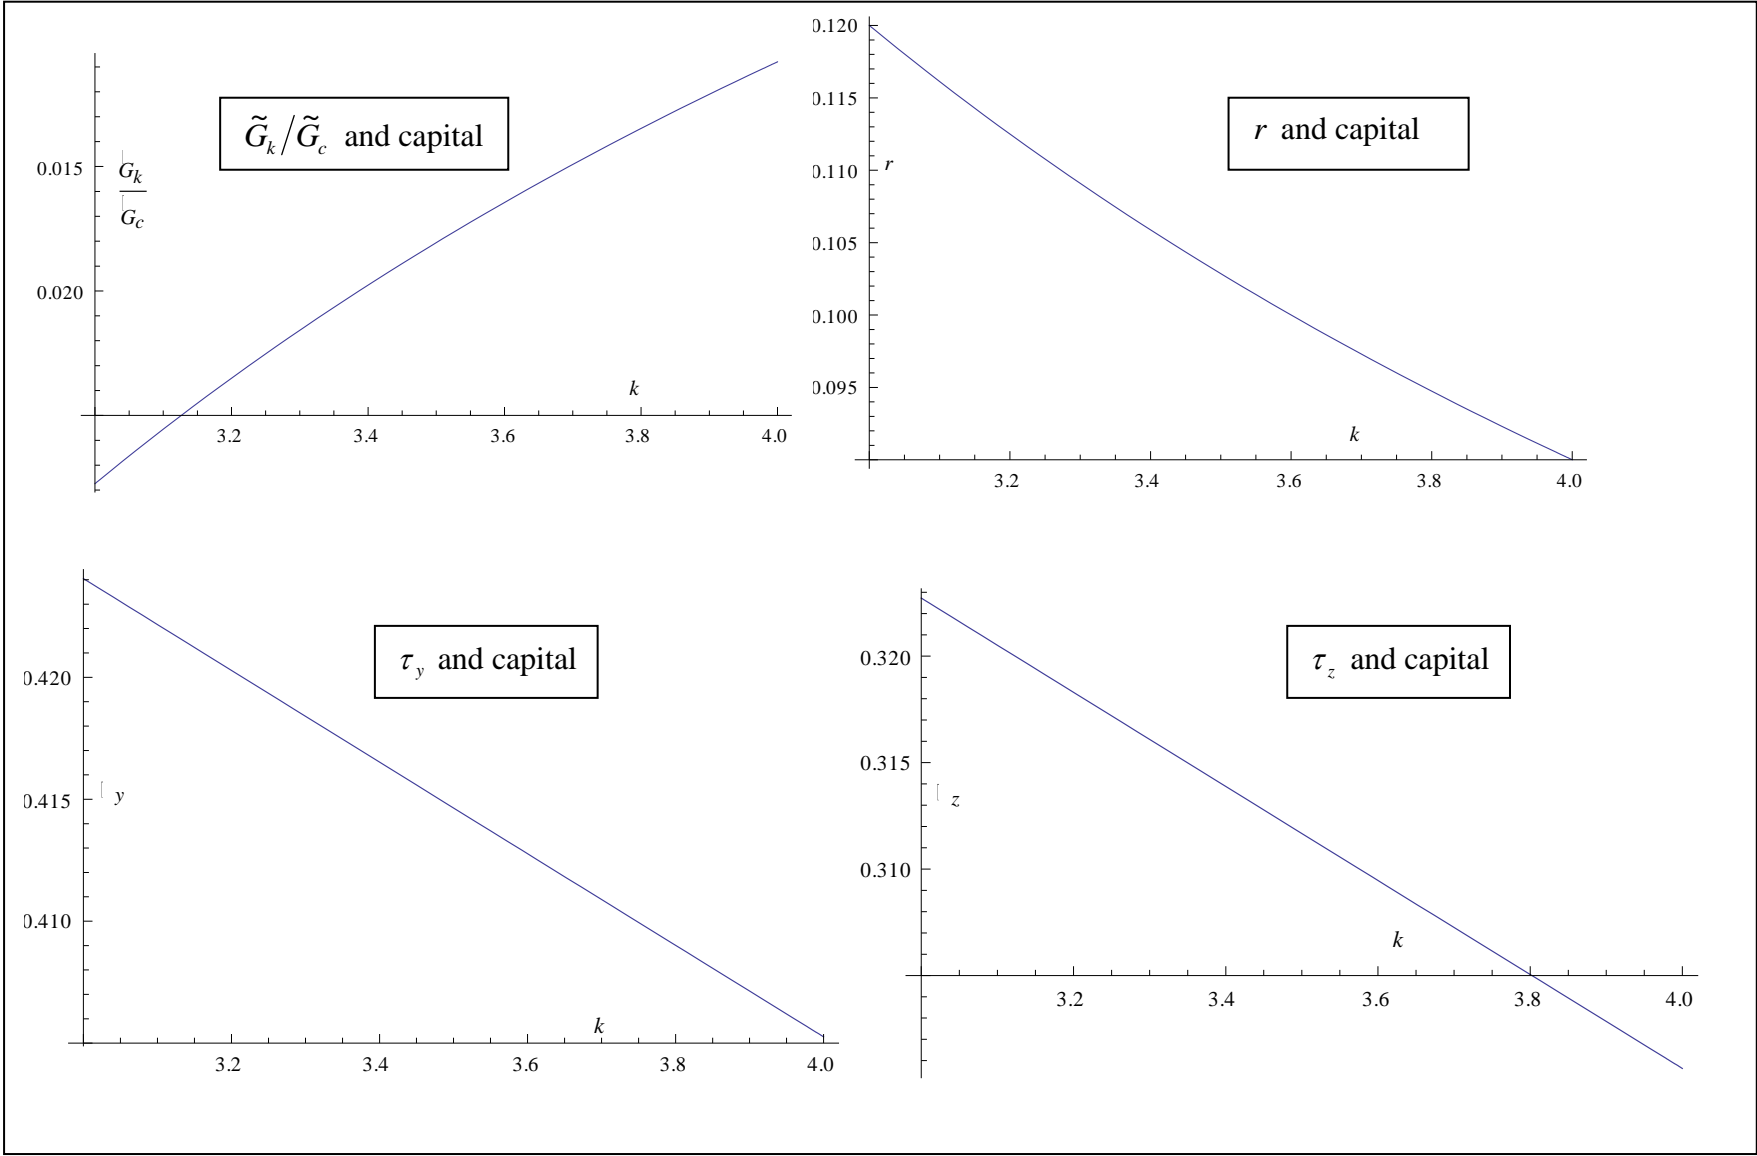 G̃k/G̃c and capital
0.015
0.020
Gk
Gc
k
3.2 3.4 3.6 3.8 4.0
r and capital
0.120
0.115
0.110
0.105
0.100
0.095
r
k
3.2 3.4 3.6 3.8 4.0
τy and capital
0.420
0.415
0.410
y
k
3.2 3.4 3.6 3.8 4.0
τz and capital
0.320
0.315
0.310
z
k
3.2 3.4 3.6 3.8 4.0